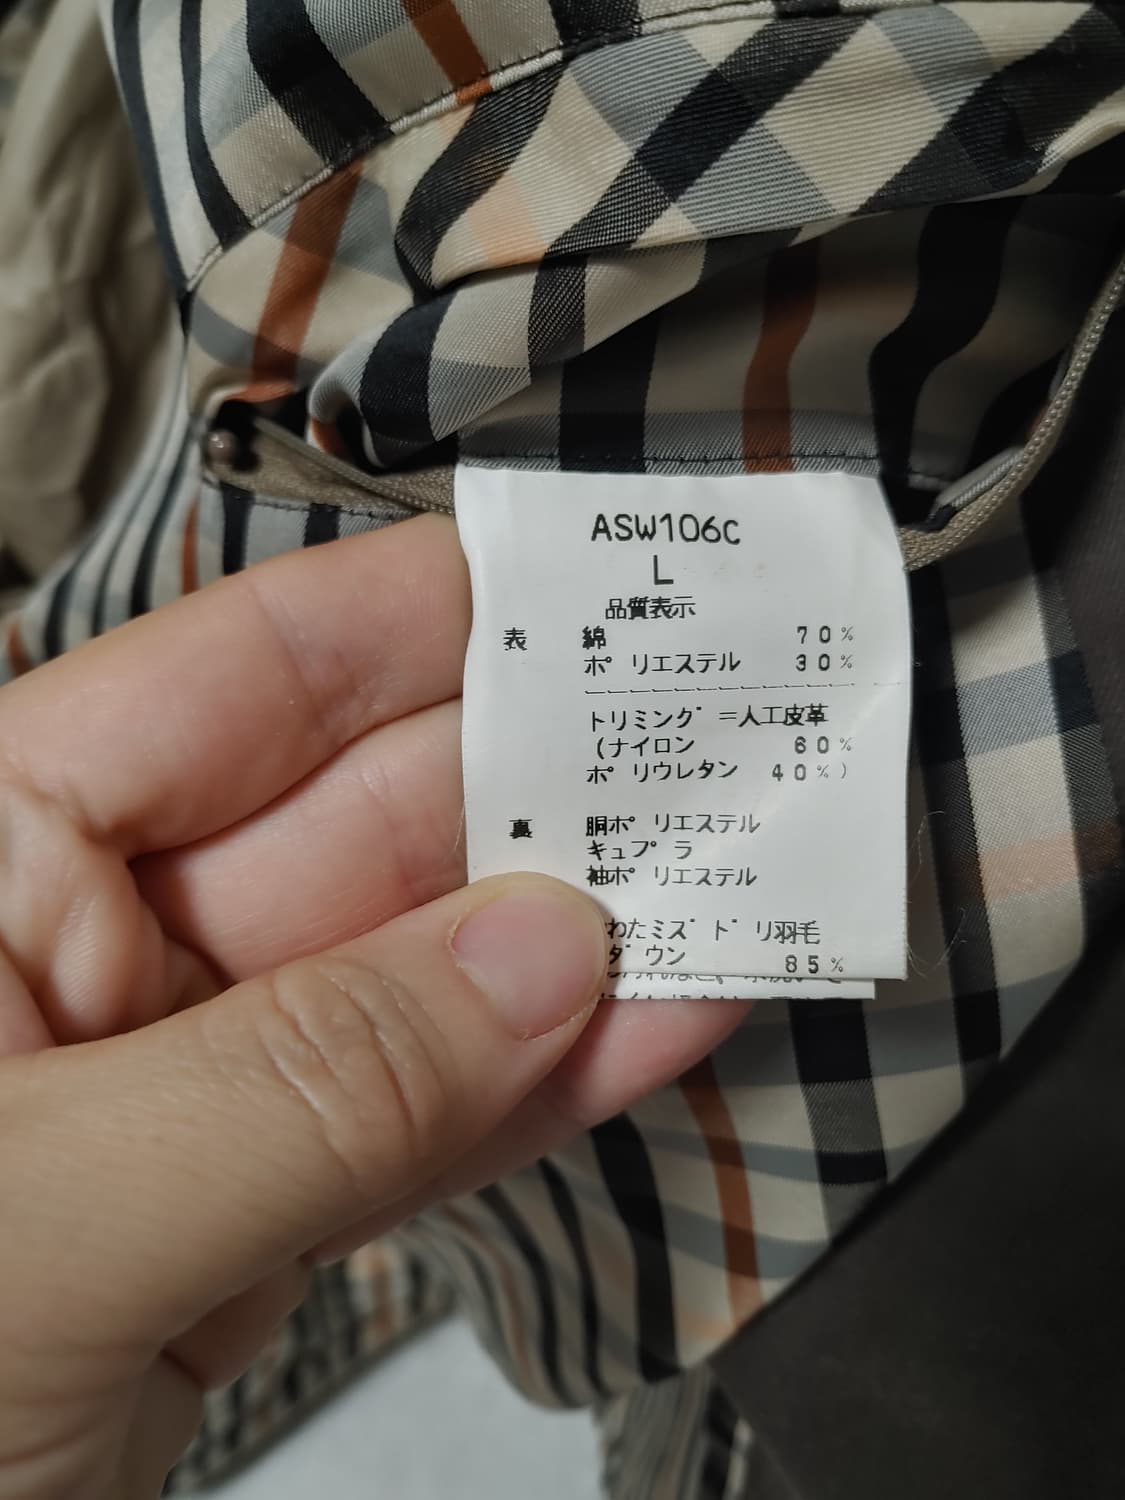 ASW106C
L
品質表示
表 綿 70%
ポリエステル 30%
トリミング=人工皮革
(ナイロン 60%
ポリウレタン 40%)
裏 胴ポリエステル
キュプラ
袖ポリエステル
わたミズドリ羽毛
ダウン 85%